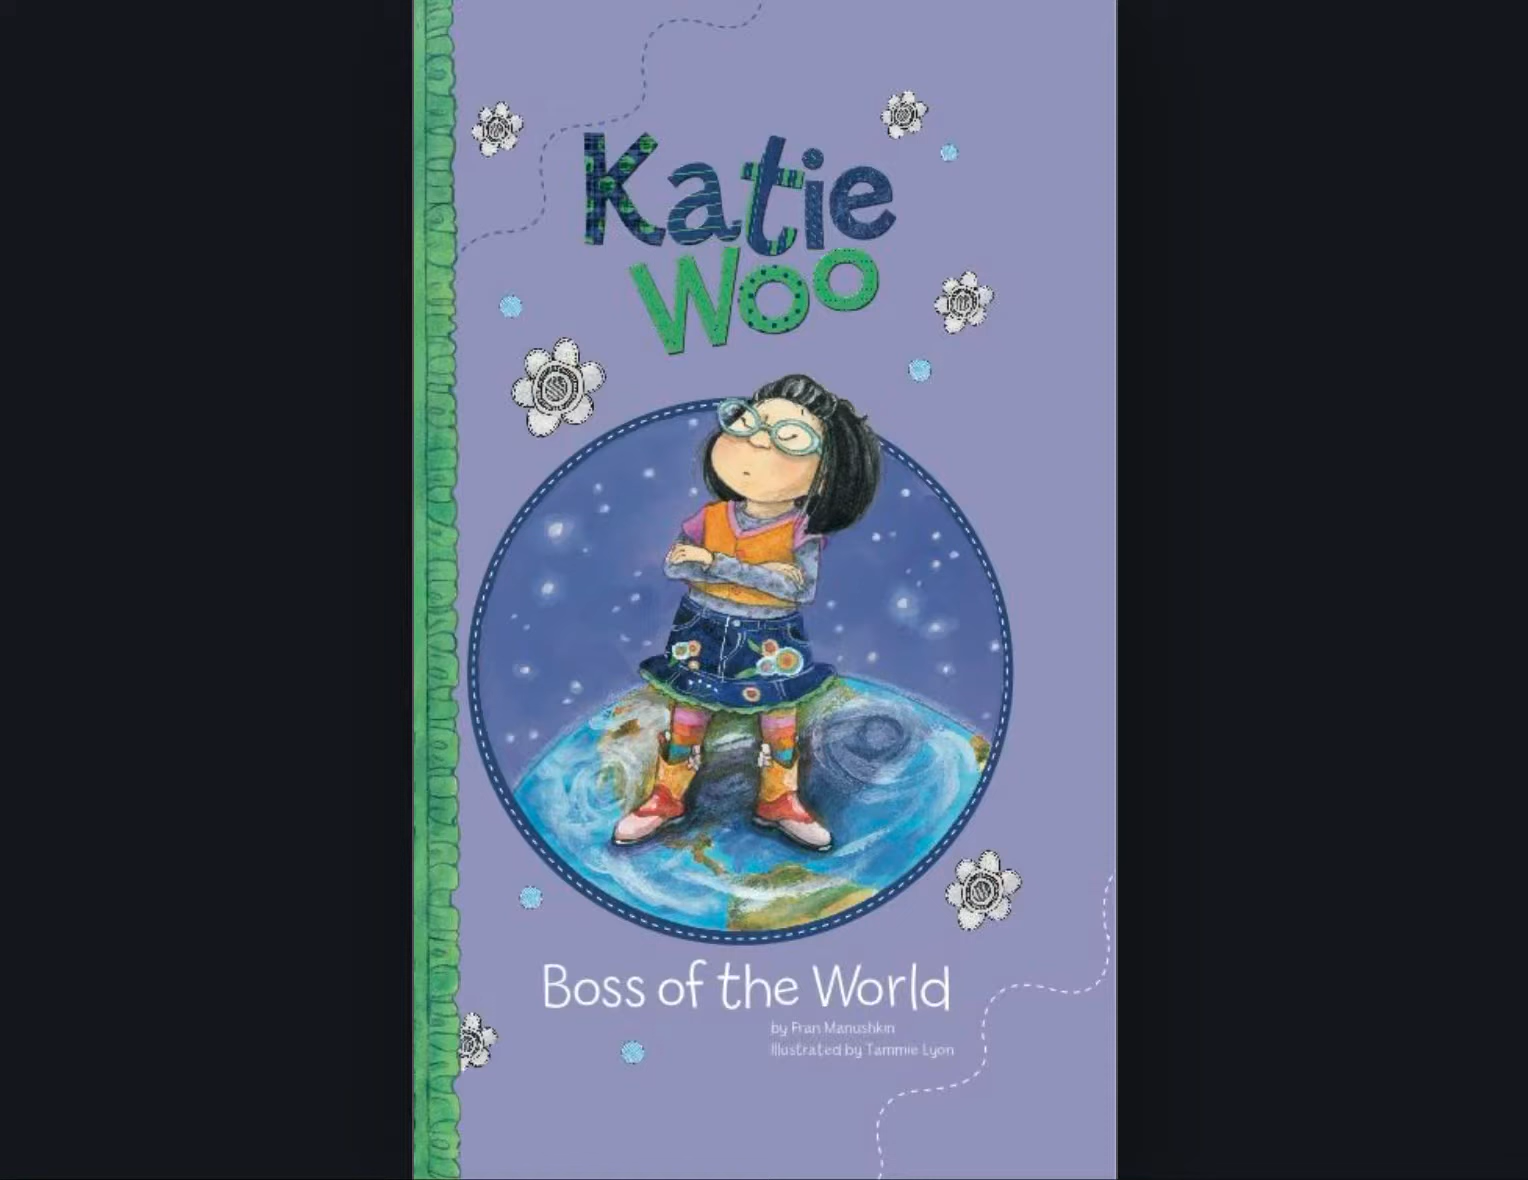 Katie
Woo
Boss of the World
by Fran Manushkin
Illustrated by Tammie Lyon